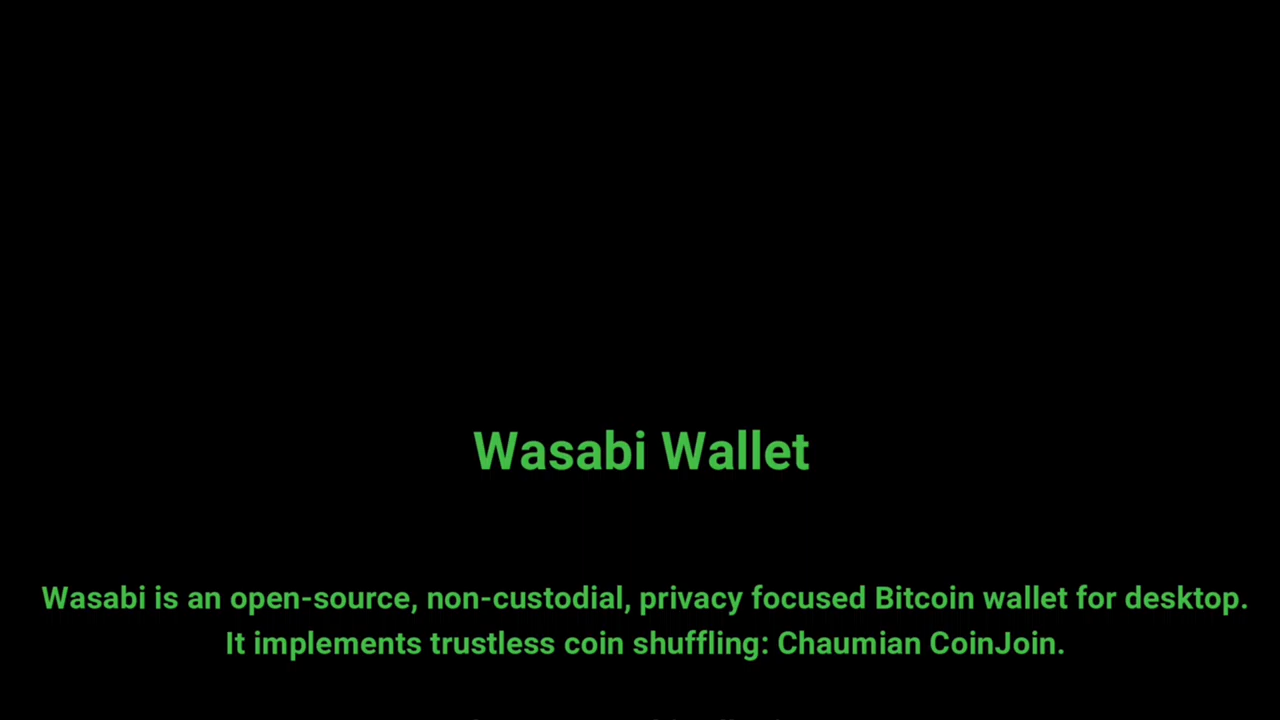 Wasabi Wallet
Wasabi is an open-source, non-custodial, privacy focused Bitcoin wallet for desktop.
It implements trustless coin shuffling: Chaumian CoinJoin.